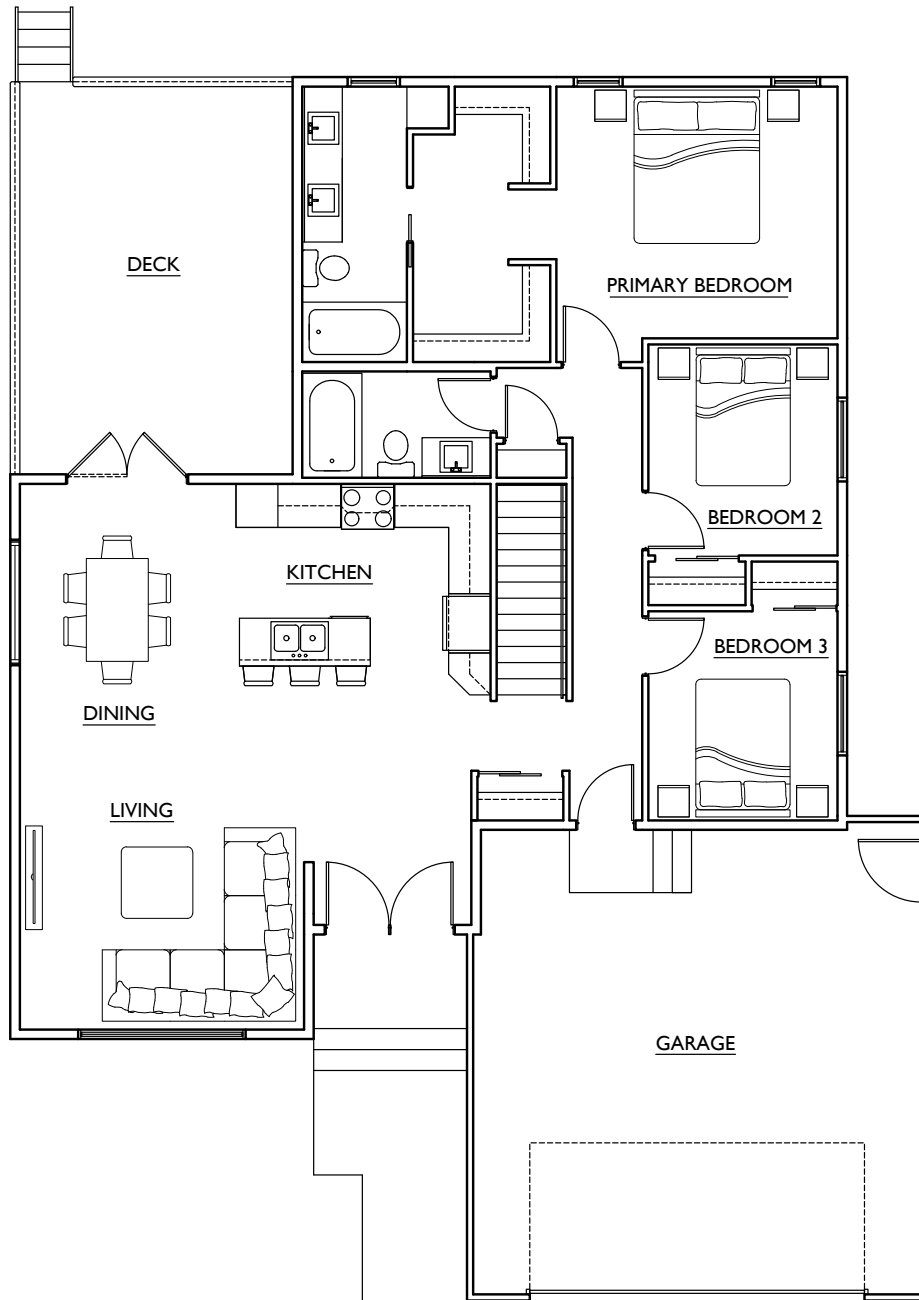 DECK
PRIMARY BEDROOM
BEDROOM 2
KITCHEN
BEDROOM 3
DINING
LIVING
GARAGE